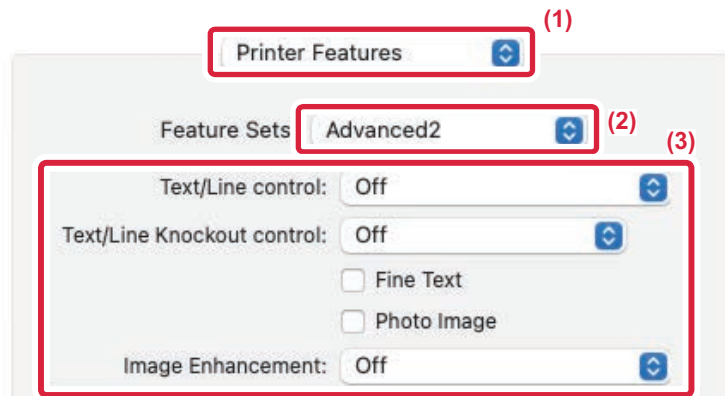 (1)
Printer Features
Feature Sets Advanced2 (2)
(3)
Text/Line control: Off
Text/Line Knockout control: Off
Fine Text
Photo Image
Image Enhancement: Off